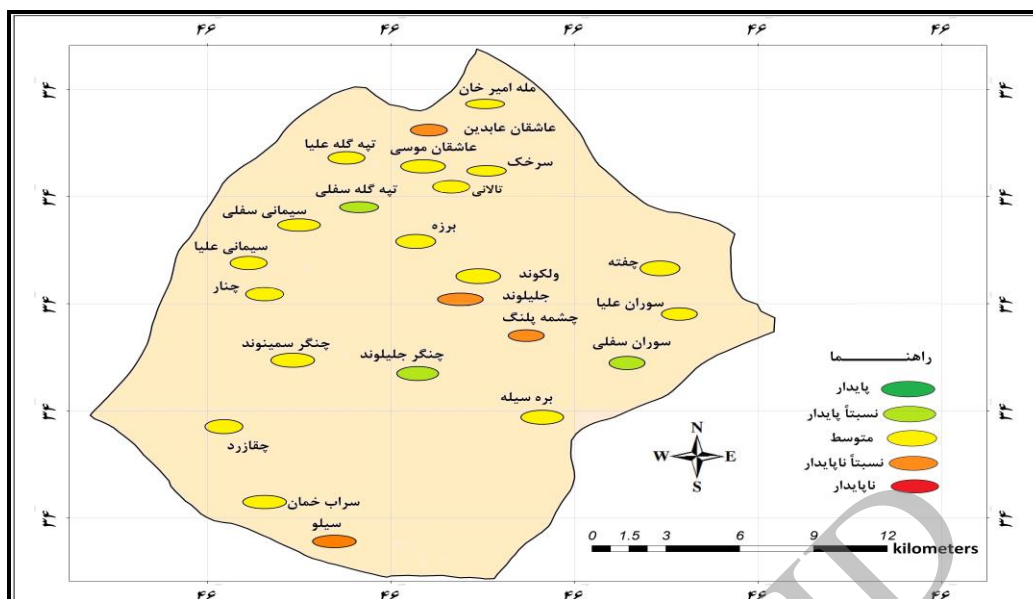 ۴۶ ۴۶ ۴۶ ۴۶ ۴۶
۳۴ ۳۴
مله امیر خان
عاشقان عابدین
تپه گله علیا
عاشقان موسی
سرخک
تالانی
۳۴ ۳۴
تپه گله سفلی
سیمانی سفلی
برزه
سیمانی علیا
چفته
ولکوند
چنار
جلیلوند
سوران علیا
۳۴ ۳۴
چشمه پلنگ
چنگر سمینوند
چنگر جلیلوند
سوران سفلی
بره سیله
چقازرد
سراب خمان
سیلو
راهنما
پایدار
نسبتاً پایدار
متوسط
نسبتاً ناپایدار
ناپایدار
۳۴ ۳۴
N
W E
S
۳۴ ۳۴
0 1.5 3 6 9 12
kilometers
۴۶ ۴۶ ۴۶ ۴۶ ۴۶